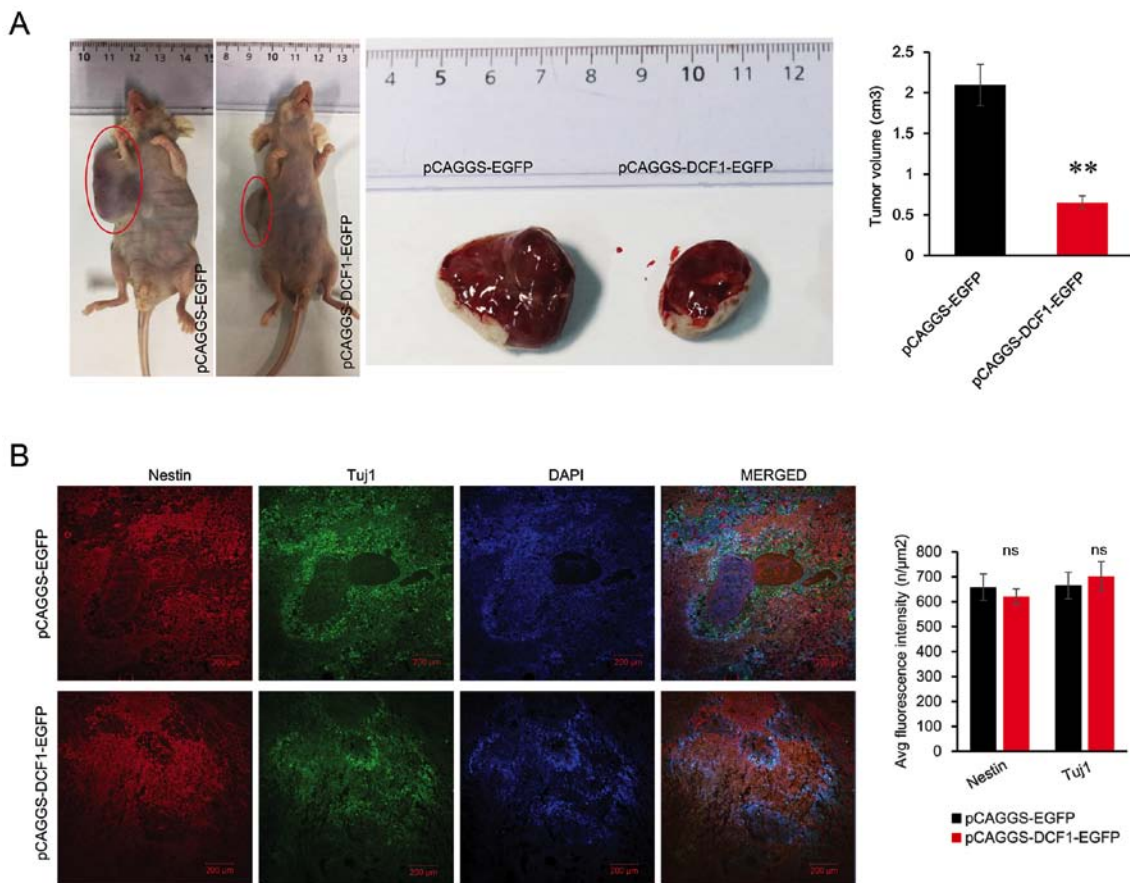 A
10 11 12 13 14 15
8 9 10 11 12 13
4 5 6 7 8 9 10 11 12
pCAGGS-EGFP
pCAGGS-DCF1-EGFP
pCAGGS-EGFP pCAGGS-DCF1-EGFP
Tumor volume (cm3)
2.5
2
1.5
1
0.5
0
**
pCAGGS-EGFP
pCAGGS-DCF1-EGFP
B
Nestin Tuj1 DAPI MERGED
pCAGGS-EGFP
200 µm 200 µm 200 µm 200 µm
pCAGGS-DCF1-EGFP
200 µm 200 µm 200 µm 200 µm
Avg fluorescence intensity (n/µm2)
800
700
600
500
400
300
200
100
0
ns ns
Nestin Tuj1
pCAGGS-EGFP
pCAGGS-DCF1-EGFP